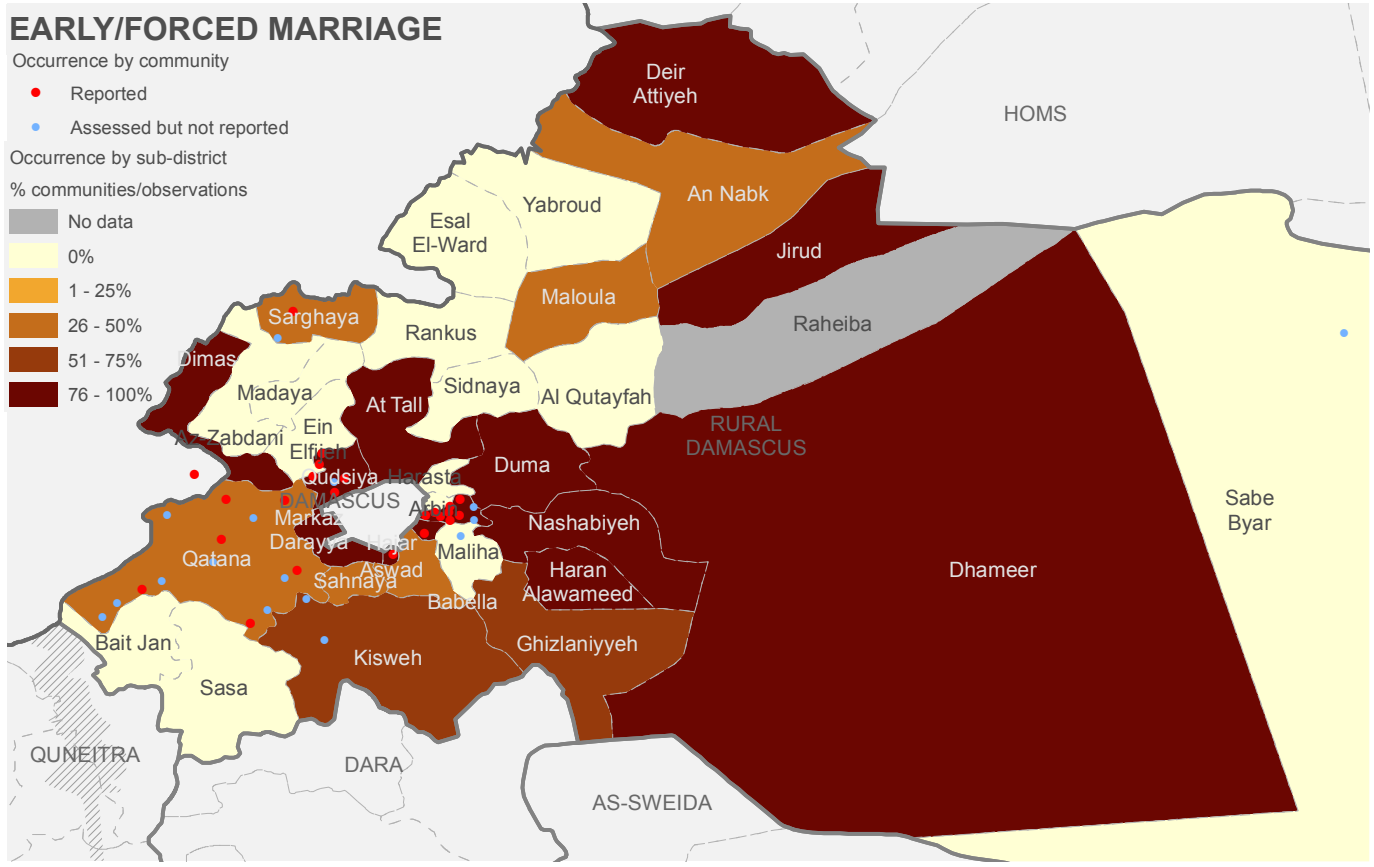 EARLY/FORCED MARRIAGE
Occurrence by community
Reported
Assessed but not reported
Occurrence by sub-district
% communities/observations
No data
0%
1 - 25%
26 - 50%
51 - 75%
76 - 100%
Deir
Attiyeh
HOMS
An Nabk
Yabroud
Esal
El-Ward
Jirud
Maloula
Sarghaya
Raheiba
Rankus
Dimas
Madaya
Sidnaya
Al Qutayfah
At Tall
Az-Zabdani
Ein
Elfijeh
RURAL
DAMASCUS
Qudsiya
Harasta
Duma
DAMASCUS
Arbin
Sabe
Byar
Markaz
Darayya
Nashabiyeh
Hajar
Aswad
Maliha
Qatana
Sahnaya
Haran
Alawameed
Dhameer
Babella
Bait Jan
Ghizlaniyyeh
Kisweh
Sasa
QUNEITRA
DARA
AS-SWEIDA